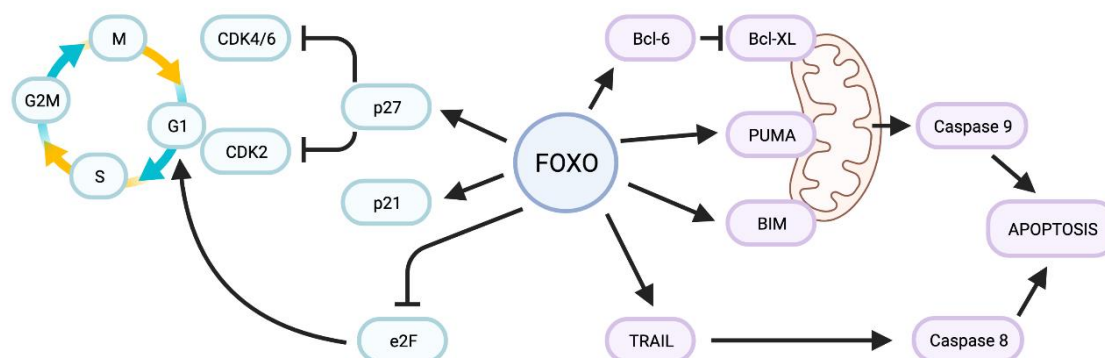 M
CDK4/6
Bcl-6
Bcl-XL
G2M
p27
G1
PUMA
Caspase 9
CDK2
FOXO
S
p21
BIM
APOPTOSIS
e2F
TRAIL
Caspase 8